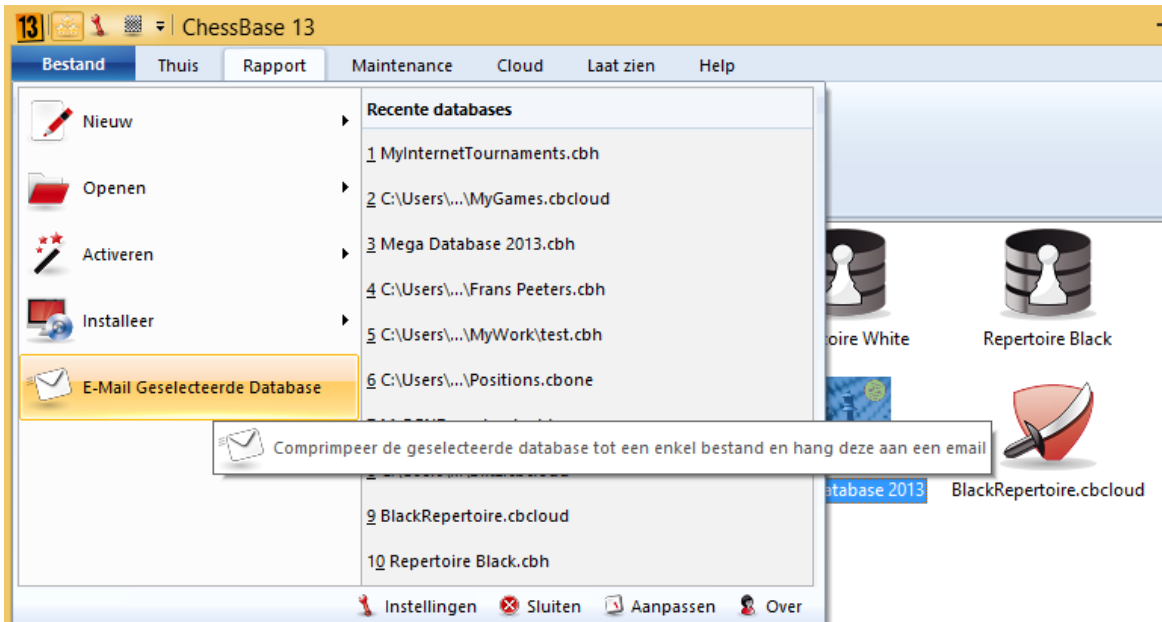 13 ChessBase 13
Bestand Thuis Rapport Maintenance Cloud Laat zien Help
Nieuw
Openen
Activeren
Installeer
E-Mail Geselecteerde Database
Recente databases
1 MyInternetTournaments.cbh
2 C:\Users\...\MyGames.cbcloud
3 Mega Database 2013.cbh
4 C:\Users\...\Frans Peeters.cbh
5 C:\Users\...\MyWork\test.cbh
6 C:\Users\...\Positions.cbone
Comprimpeer de geselecteerde database tot een enkel bestand en hang deze aan een email
9 BlackRepertoire.cbcloud
10 Repertoire Black.cbh
Instellingen Sluiten Aanpassen Over
oire White
Repertoire Black
atabase 2013
BlackRepertoire.cbcloud